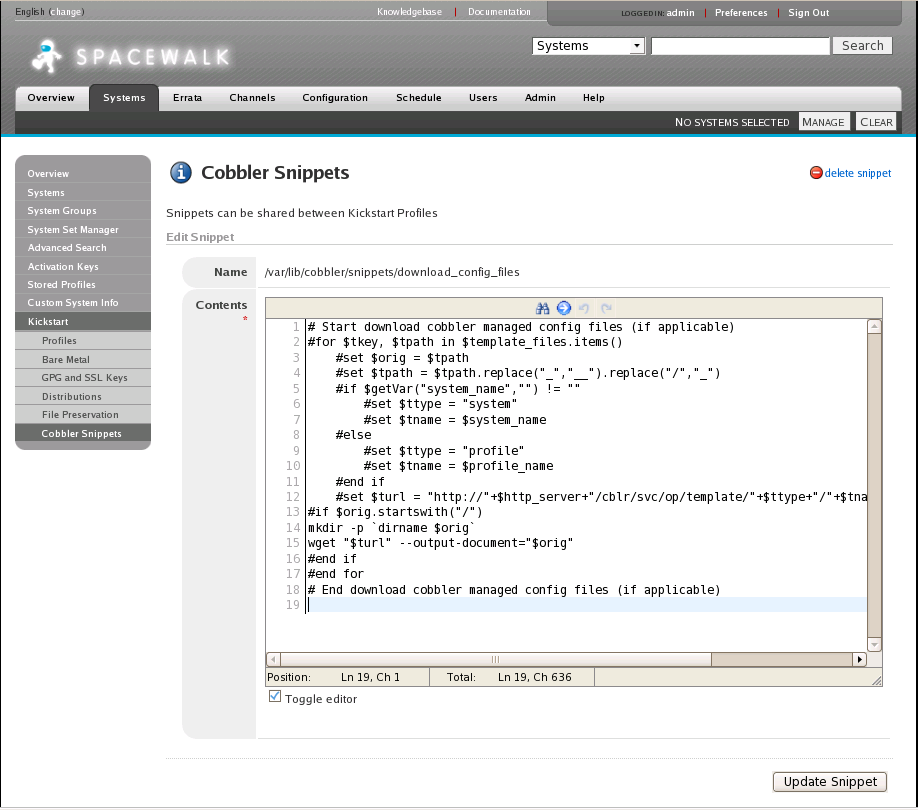 English (change)
Knowledgebase | Documentation
LOGGED IN: admin | Preferences | Sign Out
SPACEWALK
Systems
Search
Overview Systems Errata Channels Configuration Schedule Users Admin Help
NO SYSTEMS SELECTED MANAGE CLEAR
Overview
Systems
System Groups
System Set Manager
Advanced Search
Activation Keys
Stored Profiles
Custom System Info
Kickstart
Profiles
Bare Metal
GPG and SSL Keys
Distributions
File Preservation
Cobbler Snippets
Cobbler Snippets
delete snippet
Snippets can be shared between Kickstart Profiles
Edit Snippet
Name /var/lib/cobbler/snippets/download_config_files
Contents
*
1 # Start download cobbler managed config files (if applicable)
2 #for $tkey, $tpath in $template_files.items()
3     #set $orig = $tpath
4     #set $tpath = $tpath.replace("_","__").replace("/","_")
5     #if $getVar("system_name","") != ""
6         #set $ttype = "system"
7         #set $tname = $system_name
8     #else
9         #set $ttype = "profile"
10         #set $tname = $profile_name
11     #end if
12     #set $turl = "http://"+$http_server+"/cblr/svc/op/template/"+$ttype+"/"+$tna
13 #if $orig.startswith("/")
14 mkdir -p `dirname $orig`
15 wget "$turl" --output-document="$orig"
16 #end if
17 #end for
18 # End download cobbler managed config files (if applicable)
19
Position: Ln 19, Ch 1 Total: Ln 19, Ch 636
Toggle editor
Update Snippet